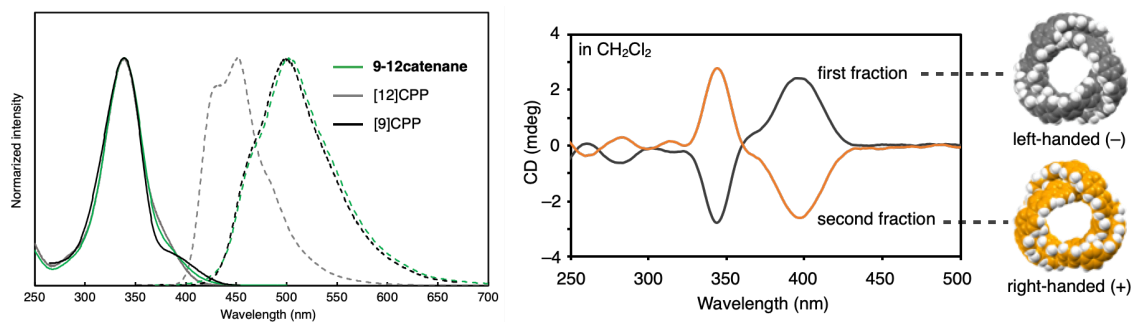 Normalized intensity
9-12catenane
[12]CPP
[9]CPP
250 300 350 400 450 500 550 600 650 700
Wavelength (nm)
CD (mdeg)
4
2
0
–2
–4
in CH₂Cl₂
first fraction
second fraction
250 300 350 400 450 500
Wavelength (nm)
left-handed (–)
right-handed (+)